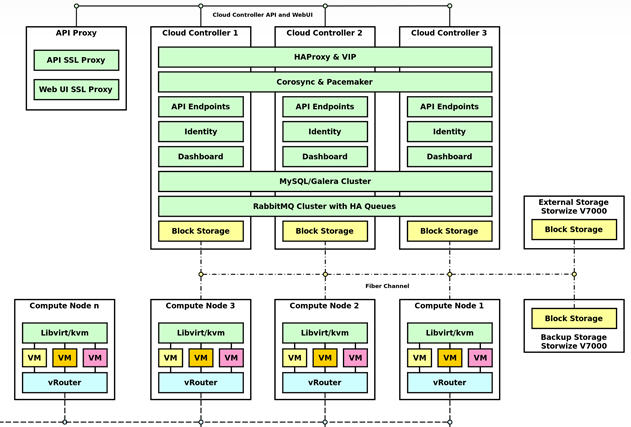 Cloud Controller API and WebUI
API Proxy
API SSL Proxy
Web UI SSL Proxy
Cloud Controller 1
Cloud Controller 2
Cloud Controller 3
HAProxy & VIP
Corosync & Pacemaker
API Endpoints
API Endpoints
API Endpoints
Identity
Identity
Identity
Dashboard
Dashboard
Dashboard
MySQL/Galera Cluster
RabbitMQ Cluster with HA Queues
Block Storage
Block Storage
Block Storage
External Storage
Storwize V7000
Block Storage
Fiber Channel
Compute Node n
Libvirt/kvm
VM
VM
VM
vRouter
Compute Node 3
Libvirt/kvm
VM
VM
VM
vRouter
Compute Node 2
Libvirt/kvm
VM
VM
VM
vRouter
Compute Node 1
Libvirt/kvm
VM
VM
VM
vRouter
Block Storage
Backup Storage
Storwize V7000